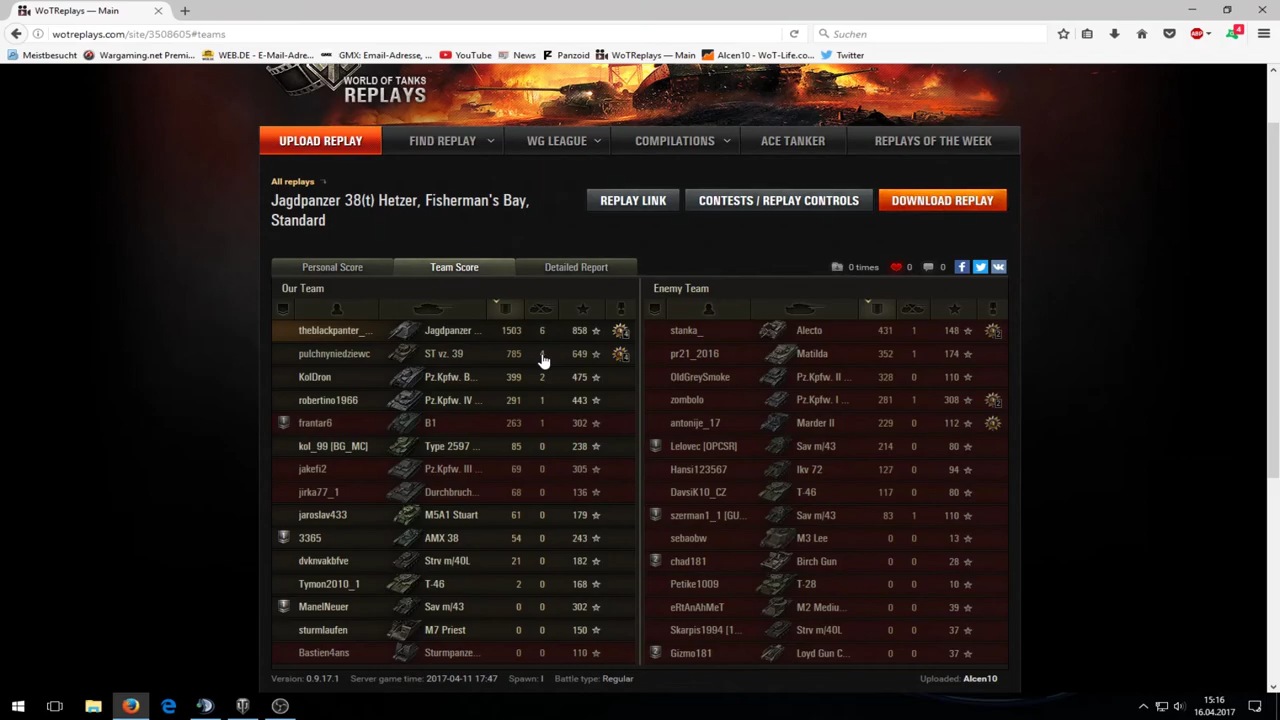 WoTReplays — Main
wotreplays.com/site/3508605#teams
Suchen
4
ABP
Meistbesucht
Wargaming.net Premi...
WEB.DE - E-Mail-Adre...
GMX: Email-Adresse, ...
YouTube
News
Panzoid
WoTReplays — Main
Alcen10 — WoT-Life.co...
Twitter
WORLD OF TANKS
REPLAYS
UPLOAD REPLAY
FIND REPLAY
WG LEAGUE
COMPILATIONS
ACE TANKER
REPLAYS OF THE WEEK
All replays
Jagdpanzer 38(t) Hetzer, Fisherman's Bay,
Standard
REPLAY LINK
CONTESTS / REPLAY CONTROLS
DOWNLOAD REPLAY
Personal Score
Team Score
Detailed Report
0 times
0
0
Our Team
Enemy Team
theblackpanter_... Jagdpanzer ... 1503 6 858
stanka_ Alecto 431 1 148
pulchnyniedziewc ST vz. 39 785 649
pr21_2016 Matilda 352 1 174
KolDron Pz.Kpfw. B... 399 2 475
OldGreySmoke Pz.Kpfw. II ... 328 0 110
robertino1966 Pz.Kpfw. IV ... 291 1 443
zombolo Pz.Kpfw. I ... 281 1 308
frantar6 B1 263 1 302
antonije_17 Marder II 229 0 112
kol_99 [BG_MC] Type 2597 ... 85 0 238
Lelovec [OPCSR] Sav m/43 214 0 80
jakefi2 Pz.Kpfw. III ... 69 0 305
Hansi123567 Ikv 72 127 0 94
jirka77_1 Durchbruch... 68 0 136
DavsiK10_CZ T-46 117 0 80
jaroslav433 M5A1 Stuart 61 0 179
szerman1_1 [GU... Sav m/43 83 1 110
3365 AMX 38 54 0 243
sebaobw M3 Lee 0 13
dvknvakbfve Strv m/40L 21 0 182
chad181 Birch Gun 0 28
Tymon2010_1 T-46 2 0 168
Petike1009 T-28 0 10
ManelNeuer Sav m/43 0 0 302
eRtAnAhMeT M2 Mediu... 0 39
sturmlaufen M7 Priest 0 0 150
Skarpis1994 [1... Strv m/40L 0 37
Bastien4ans Sturmpanze... 0 0 110
Gizmo181 Loyd Gun C... 0 37
Version: 0.9.17.1 Server game time: 2017-04-11 17:47 Spawn: I Battle type: Regular
Uploaded: Alcen10
15:16
16.04.2017